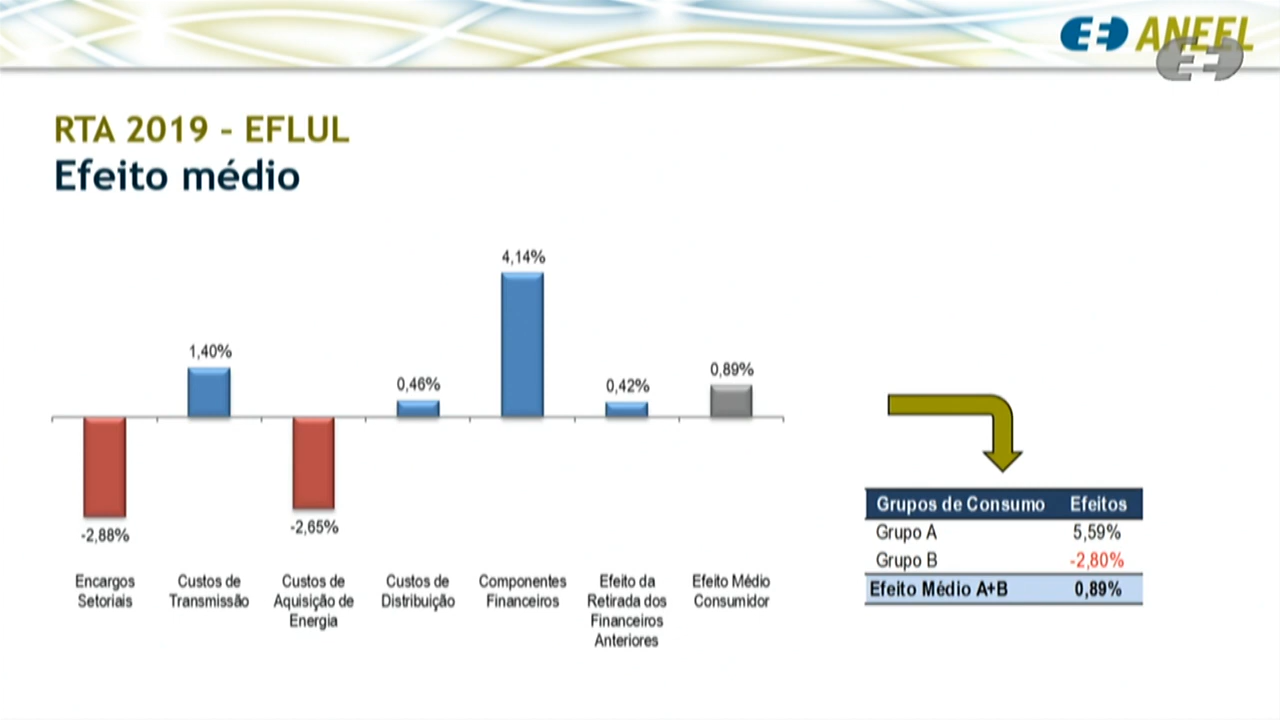 ANEEL
RTA 2019 - EFLUL
Efeito médio
4,14%
1,40%
0,89%
0,46%
0,42%
-2,88%
-2,65%
Encargos
Setoriais
Custos de
Transmissão
Custos de
Aquisição de
Energia
Custos de
Distribuição
Componentes
Financeiros
Efeito da
Retirada dos
Financeiros
Anteriores
Efeito Médio
Consumidor
Grupos de Consumo Efeitos
Grupo A 5,59%
Grupo B -2,80%
Efeito Médio A+B 0,89%